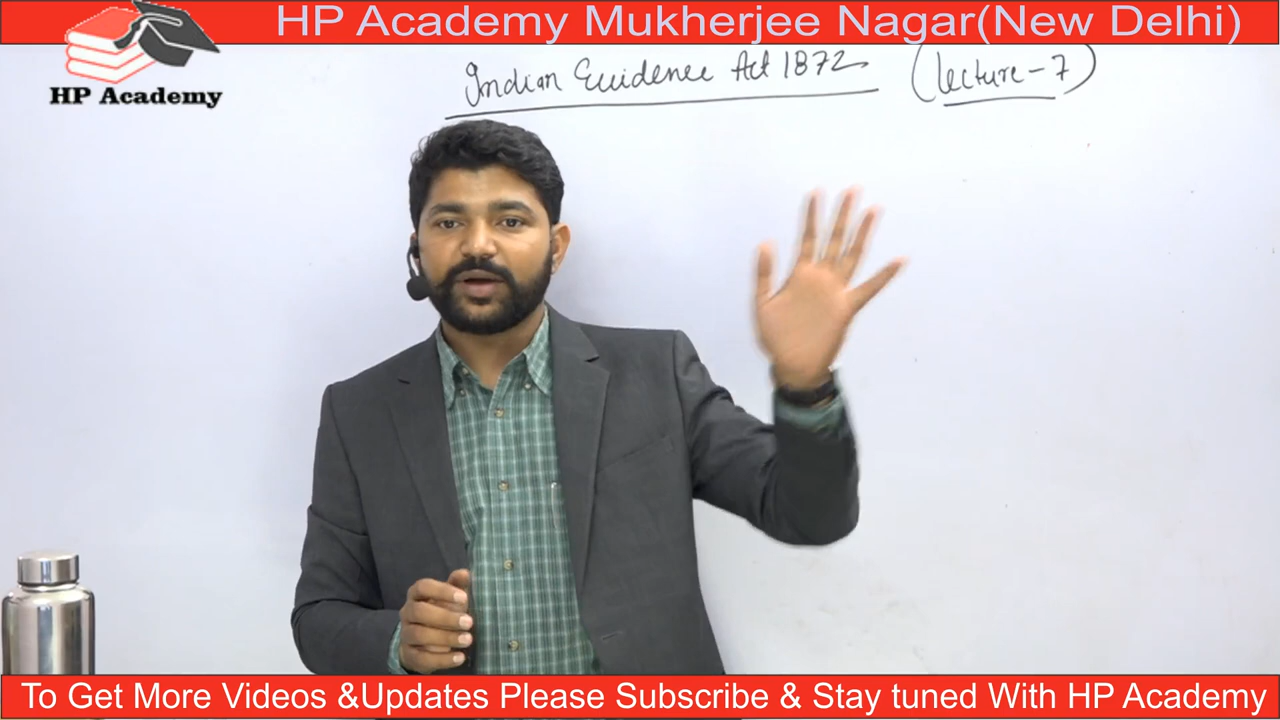 HP Academy Mukherjee Nagar(New Delhi)
HP Academy
Indian Evidence Act 1872 (Lecture-7)
To Get More Videos &Updates Please Subscribe & Stay tuned With HP Academy